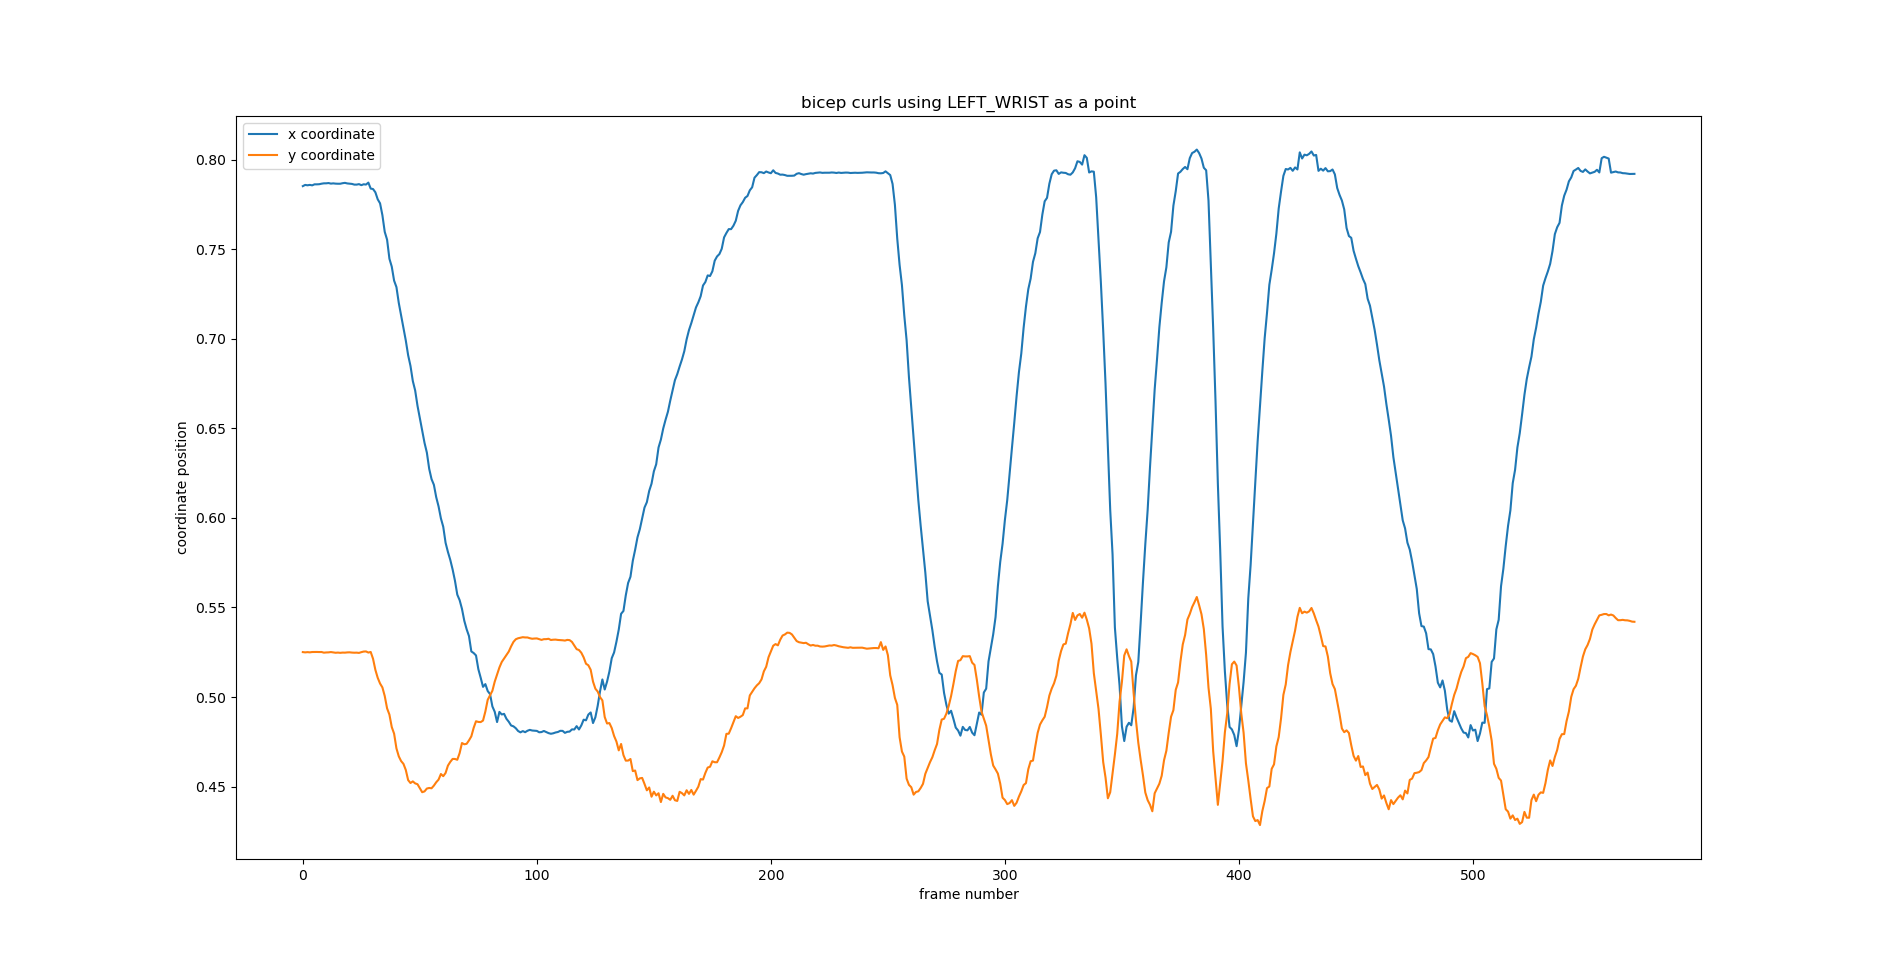 bicep curls using LEFT_WRIST as a point
x coordinate
y coordinate
coordinate position
0.80
0.75
0.70
0.65
0.60
0.55
0.50
0.45
0 100 200 300 400 500
frame number